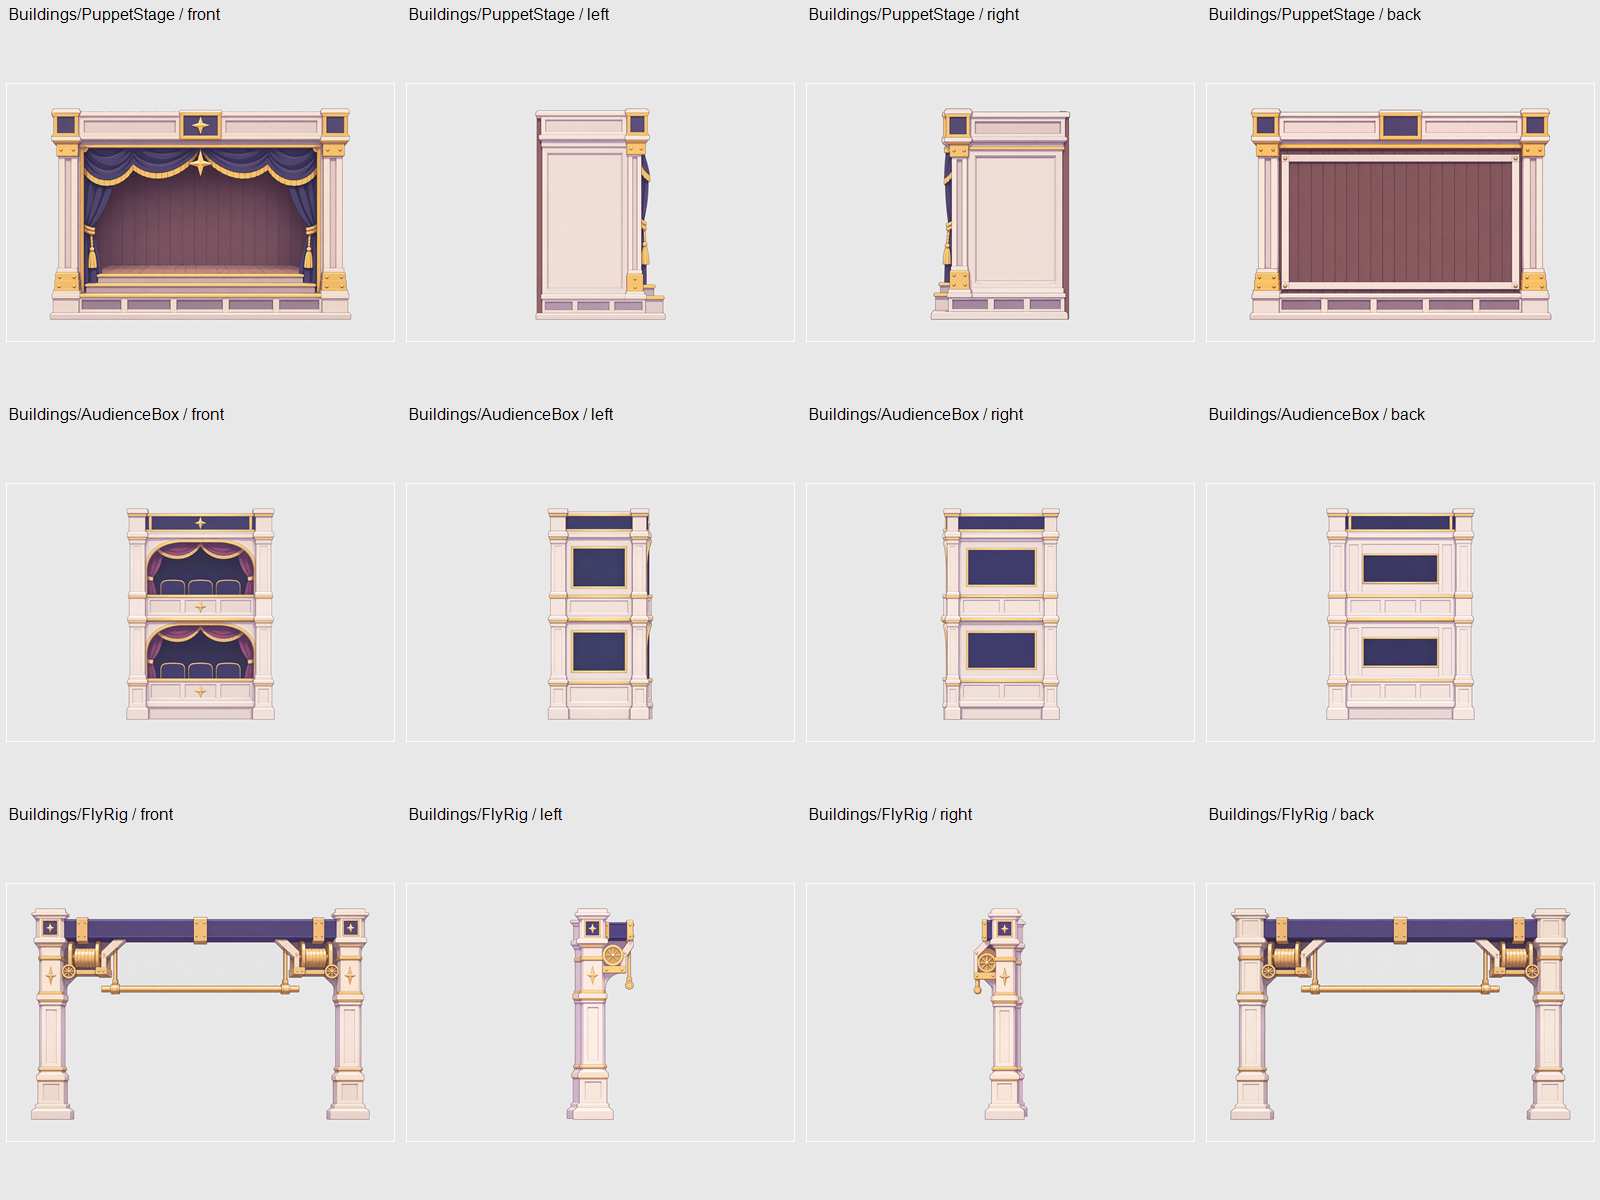 Buildings/PuppetStage / front
Buildings/PuppetStage / left
Buildings/PuppetStage / right
Buildings/PuppetStage / back
Buildings/AudienceBox / front
Buildings/AudienceBox / left
Buildings/AudienceBox / right
Buildings/AudienceBox / back
Buildings/FlyRig / front
Buildings/FlyRig / left
Buildings/FlyRig / right
Buildings/FlyRig / back